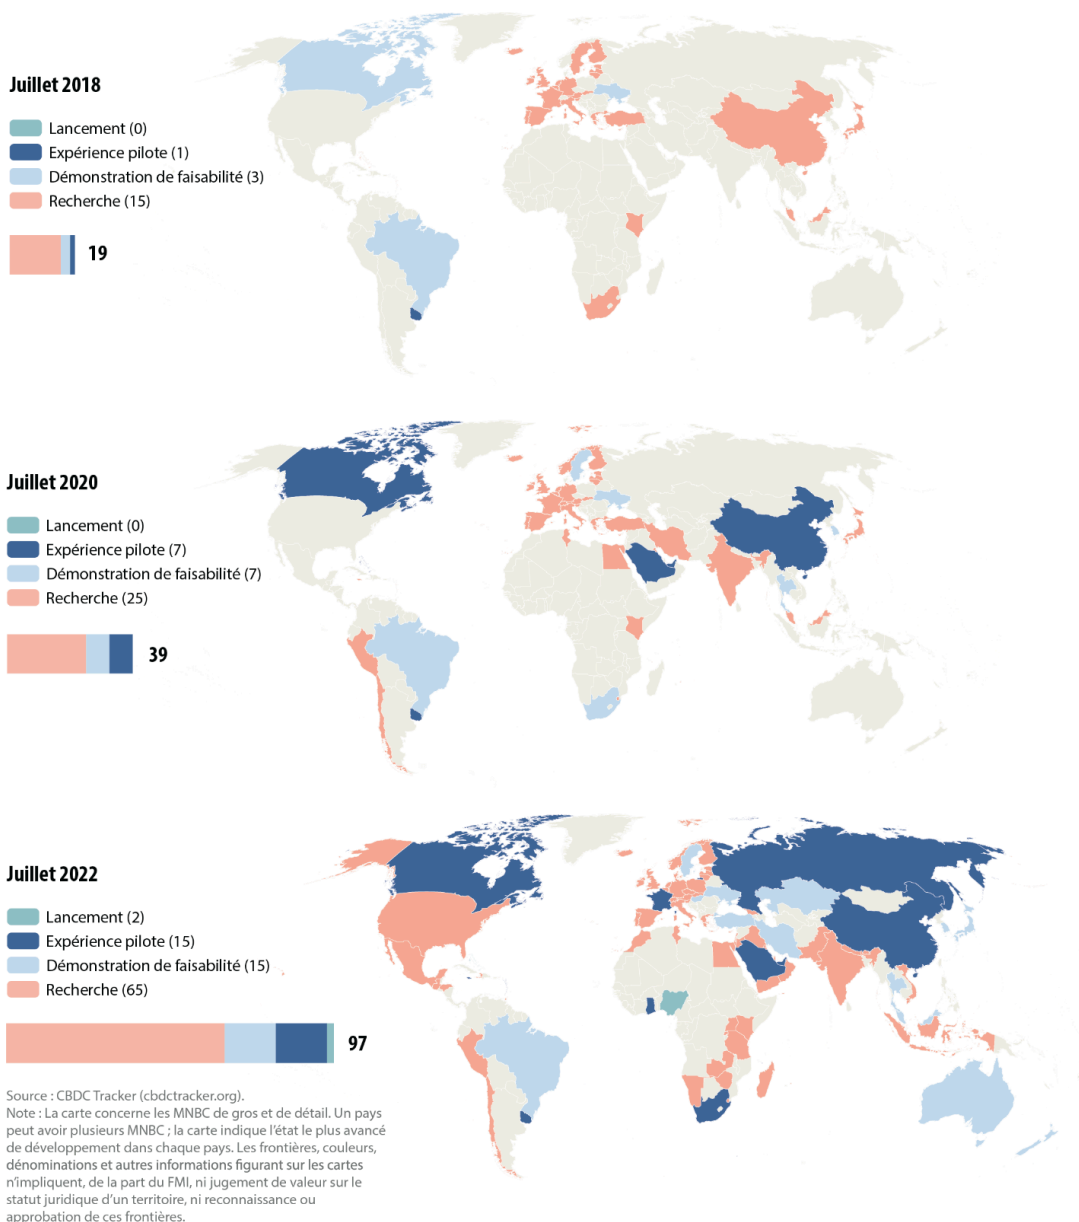 Juillet 2018
Lancement (0)
Expérience pilote (1)
Démonstration de faisabilité (3)
Recherche (15)
19
Juillet 2020
Lancement (0)
Expérience pilote (7)
Démonstration de faisabilité (7)
Recherche (25)
39
Juillet 2022
Lancement (2)
Expérience pilote (15)
Démonstration de faisabilité (15)
Recherche (65)
97
Source : CBDC Tracker (cbdctracker.org).
Note : La carte concerne les MNBC de gros et de détail. Un pays
peut avoir plusieurs MNBC ; la carte indique l’état le plus avancé
de développement dans chaque pays. Les frontières, couleurs,
dénominations et autres informations figurant sur les cartes
n’impliquent, de la part du FMI, ni jugement de valeur sur le
statut juridique d’un territoire, ni reconnaissance ou
approbation de ces frontières.